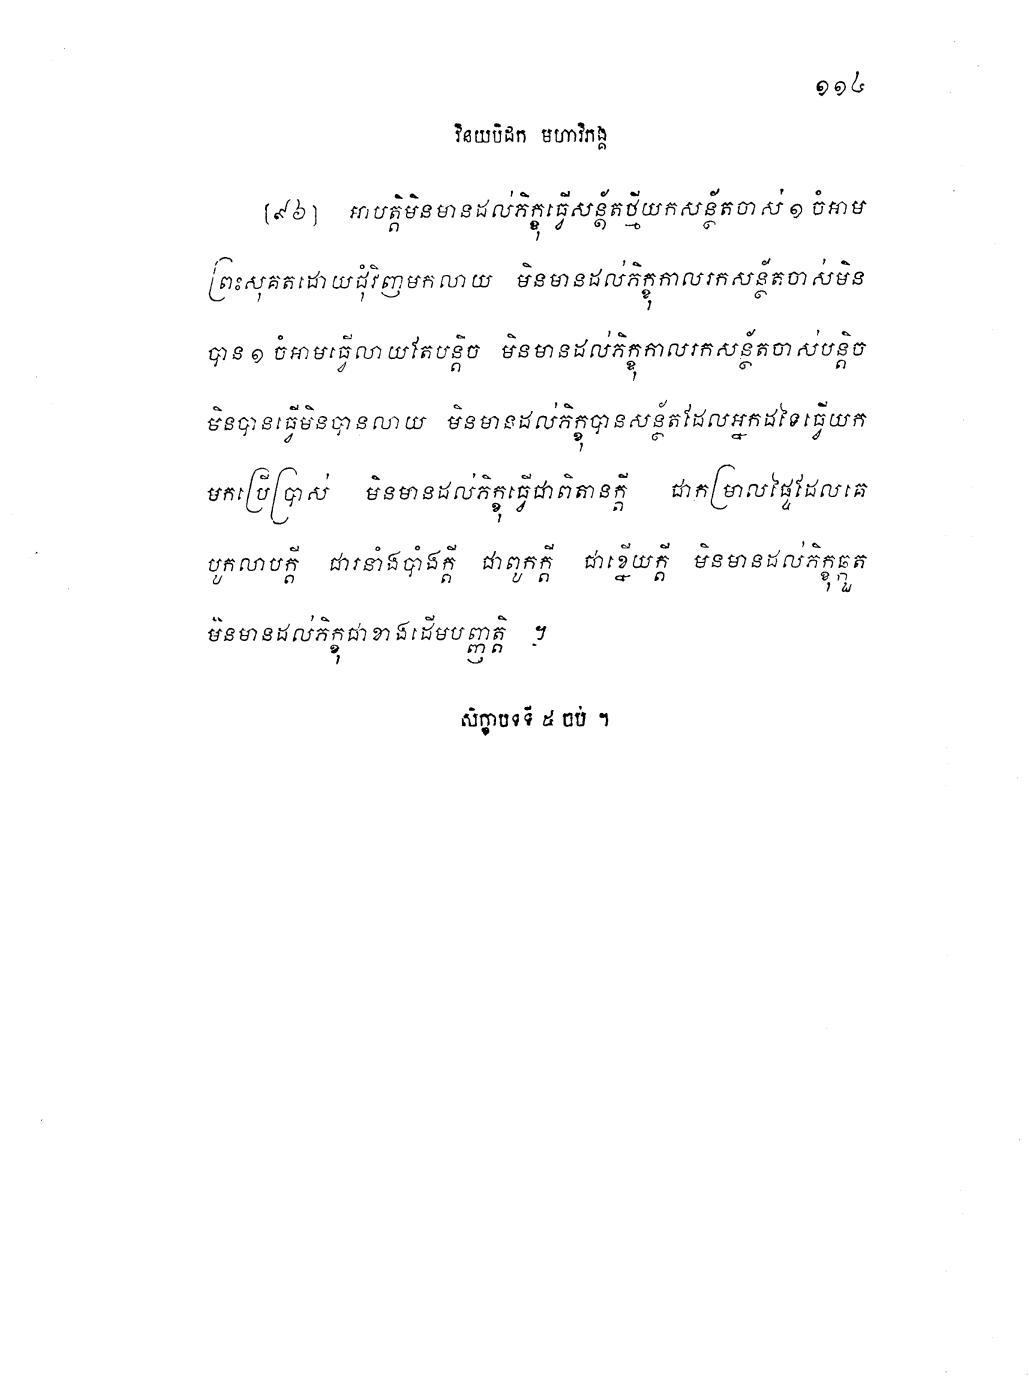 ១១៤
វិនយបិដក មហាវិភង្គ
[៩៦] អាបត្តិមិនមានដល់ភិក្ខុធ្វើសន្ថ័តថ្មីយកសន្ថ័តចាស់ ១ ចំអាម
ព្រះសុគតដោយជុំវិញមកលាយ មិនមានដល់ភិក្ខុកាលរកសន្ថ័តចាស់មិន
បាន ១ ចំអាមធ្វើលាយតែបន្តិច មិនមានដល់ភិក្ខុកាលរកសន្ថ័តចាស់បន្តិច
មិនបានធ្វើមិនបានលាយ មិនមានដល់ភិក្ខុបានសន្ថ័តដែលអ្នកដទៃធ្វើយក
មកប្រើប្រាស់ មិនមានដល់ភិក្ខុធ្វើជាពិតានក្តី ជាកម្រាលផ្ទៃដែលគេ
បូកលាបក្តី ជារនាំងបាំងក្តី ជាពូកក្តី ជាខ្នើយក្តី មិនមានដល់ភិក្ខុឆ្កួត
មិនមានដល់ភិក្ខុជាខាងដើមបញ្ញត្តិ ។
សិក្ខាបទទី ៥ ចប់ ។